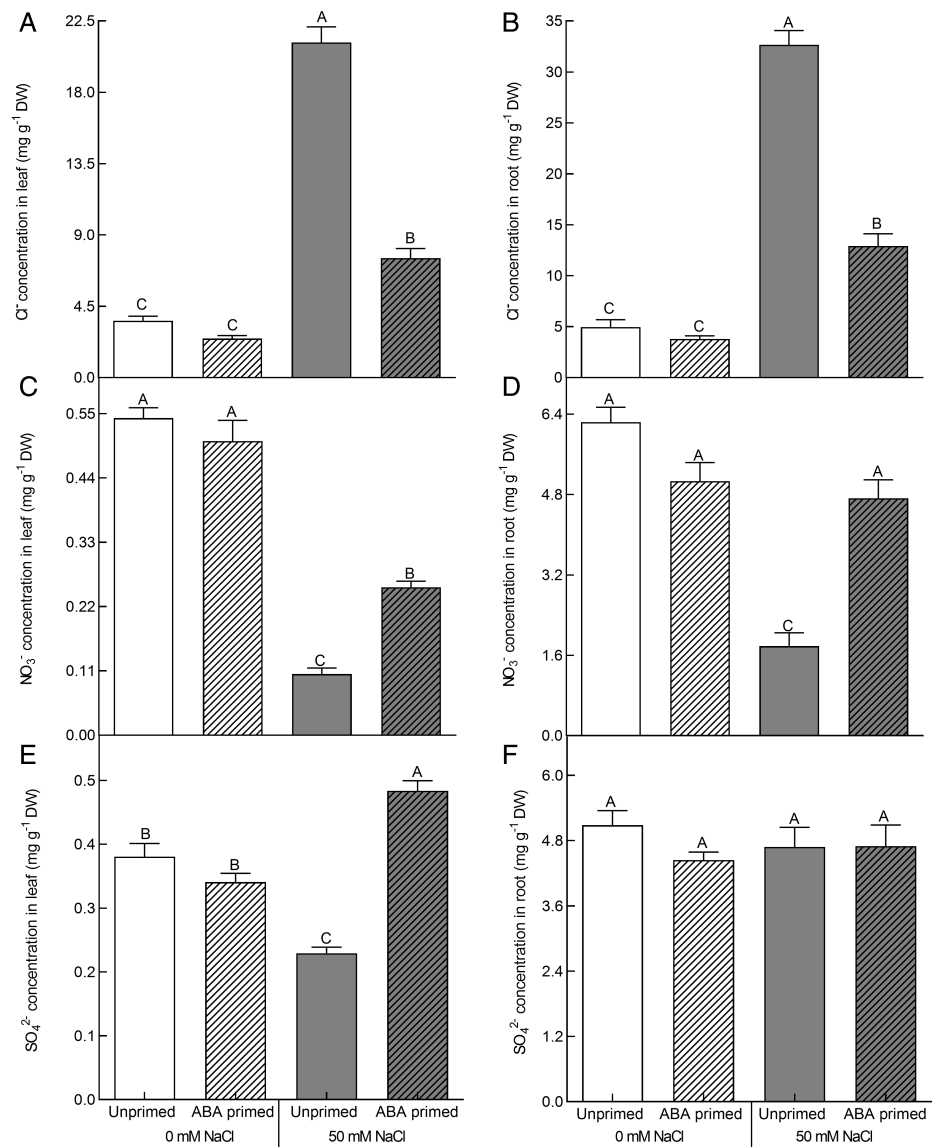 A
Cl⁻ concentration in leaf (mg g⁻¹ DW)
22.5
18.0
13.5
9.0
4.5
0.0
C
C
A
B
B
Cl⁻ concentration in root (mg g⁻¹ DW)
35
30
25
20
15
10
5
0
C
C
A
B
C
NO₃⁻ concentration in leaf (mg g⁻¹ DW)
0.55
0.44
0.33
0.22
0.11
0.00
A
A
C
B
D
NO₃⁻ concentration in root (mg g⁻¹ DW)
6.4
4.8
3.2
1.6
0.0
A
A
C
A
E
SO₄²⁻ concentration in leaf (mg g⁻¹ DW)
0.5
0.4
0.3
0.2
0.1
0.0
B
B
C
A
Unprimed ABA primed Unprimed ABA primed
0 mM NaCl 50 mM NaCl
F
SO₄²⁻ concentration in root (mg g⁻¹ DW)
6.0
4.8
3.6
2.4
1.2
0.0
A
A
A
A
Unprimed ABA primed Unprimed ABA primed
0 mM NaCl 50 mM NaCl